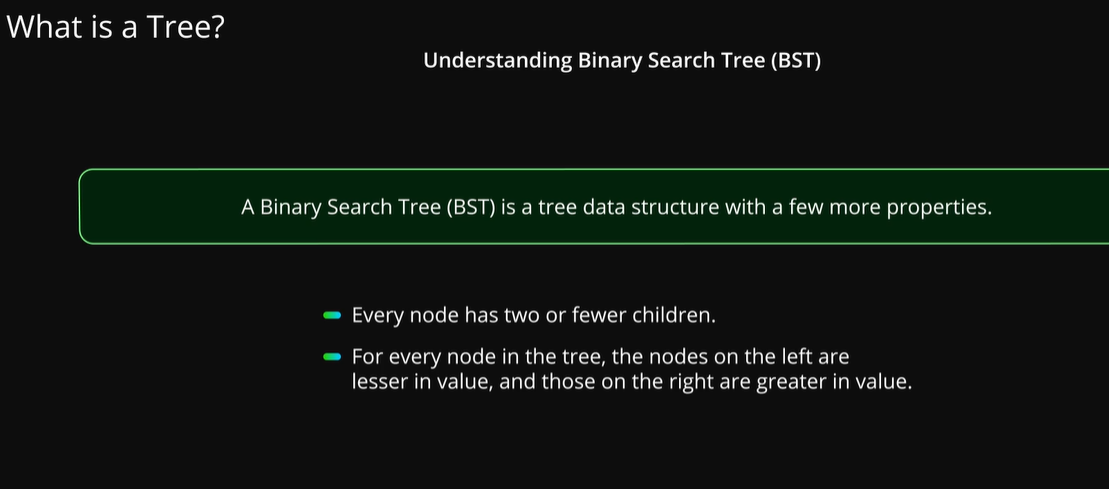 What is a Tree?
Understanding Binary Search Tree (BST)
A Binary Search Tree (BST) is a tree data structure with a few more properties.
Every node has two or fewer children.
For every node in the tree, the nodes on the left are
lesser in value, and those on the right are greater in value.